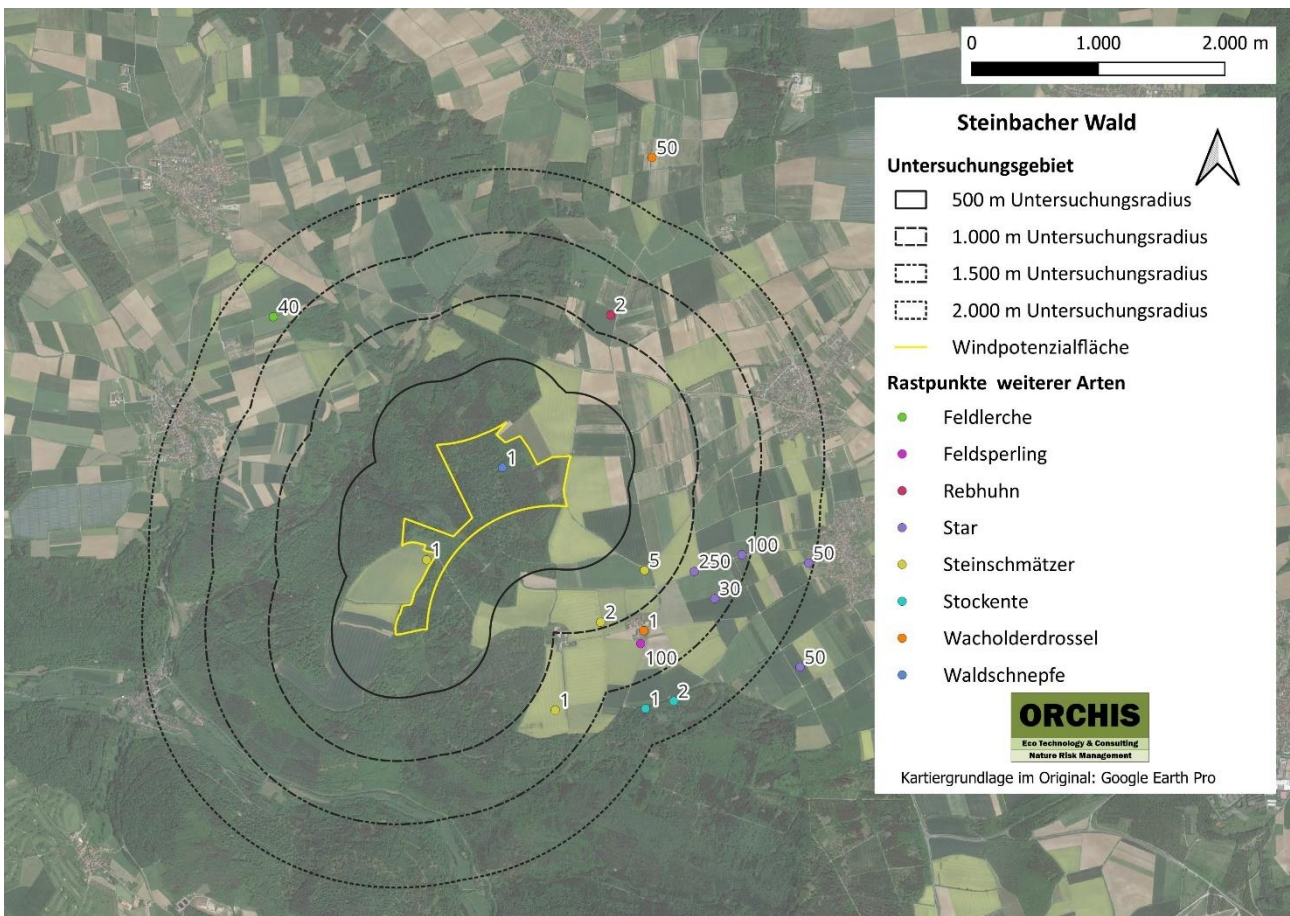 0 1.000 2.000 m
Steinbacher Wald
Untersuchungsgebiet
500 m Untersuchungsradius
1.000 m Untersuchungsradius
1.500 m Untersuchungsradius
2.000 m Untersuchungsradius
Windpotenzialfläche
Rastpunkte weiterer Arten
Feldlerche
Feldsperling
Rebhuhn
Star
Steinschmätzer
Stockente
Wacholderdrossel
Waldschnepfe
ORCHIS
Eco Technology & Consulting
Nature Risk Management
Kartiergrundlage im Original: Google Earth Pro
50
40
2
1
1
5
250
100
50
30
2
1
100
50
1
1
2